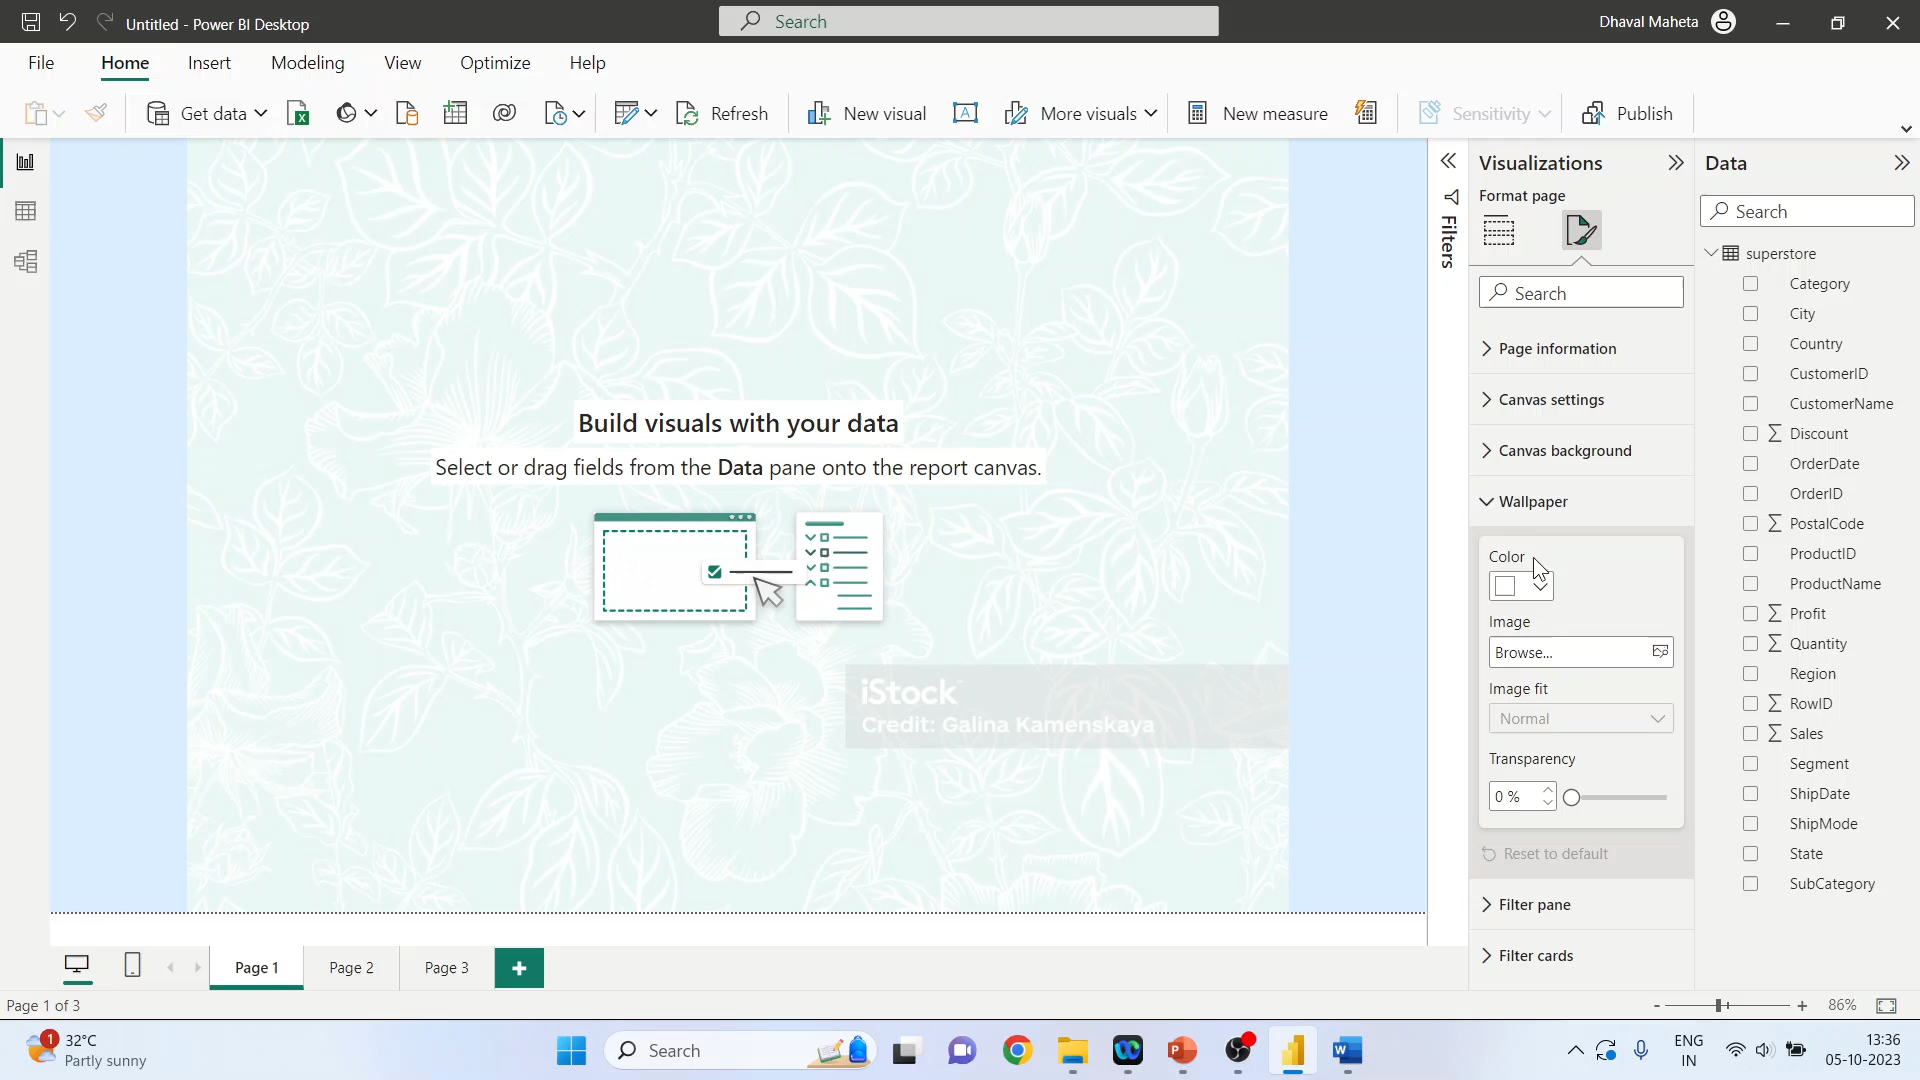 Untitled - Power BI Desktop
Search
Dhaval Maheta
File
Home
Insert
Modeling
View
Optimize
Help
Get data
Refresh
New visual
More visuals
New measure
Sensitivity
Publish
Build visuals with your data
Select or drag fields from the Data pane onto the report canvas.
iStock
Credit: Galina Kamenskaya
Filters
Visualizations
Format page
Search
Page information
Canvas settings
Canvas background
Wallpaper
Color
Image
Browse...
Image fit
Normal
Transparency
0 %
Reset to default
Filter pane
Filter cards
Data
Search
superstore
Category
City
Country
CustomerID
CustomerName
Discount
OrderDate
OrderID
PostalCode
ProductID
ProductName
Profit
Quantity
Region
RowID
Sales
Segment
ShipDate
ShipMode
State
SubCategory
Page 1
Page 2
Page 3
Page 1 of 3
86%
1
32°C
Partly sunny
Search
ENG
IN
13:36
05-10-2023